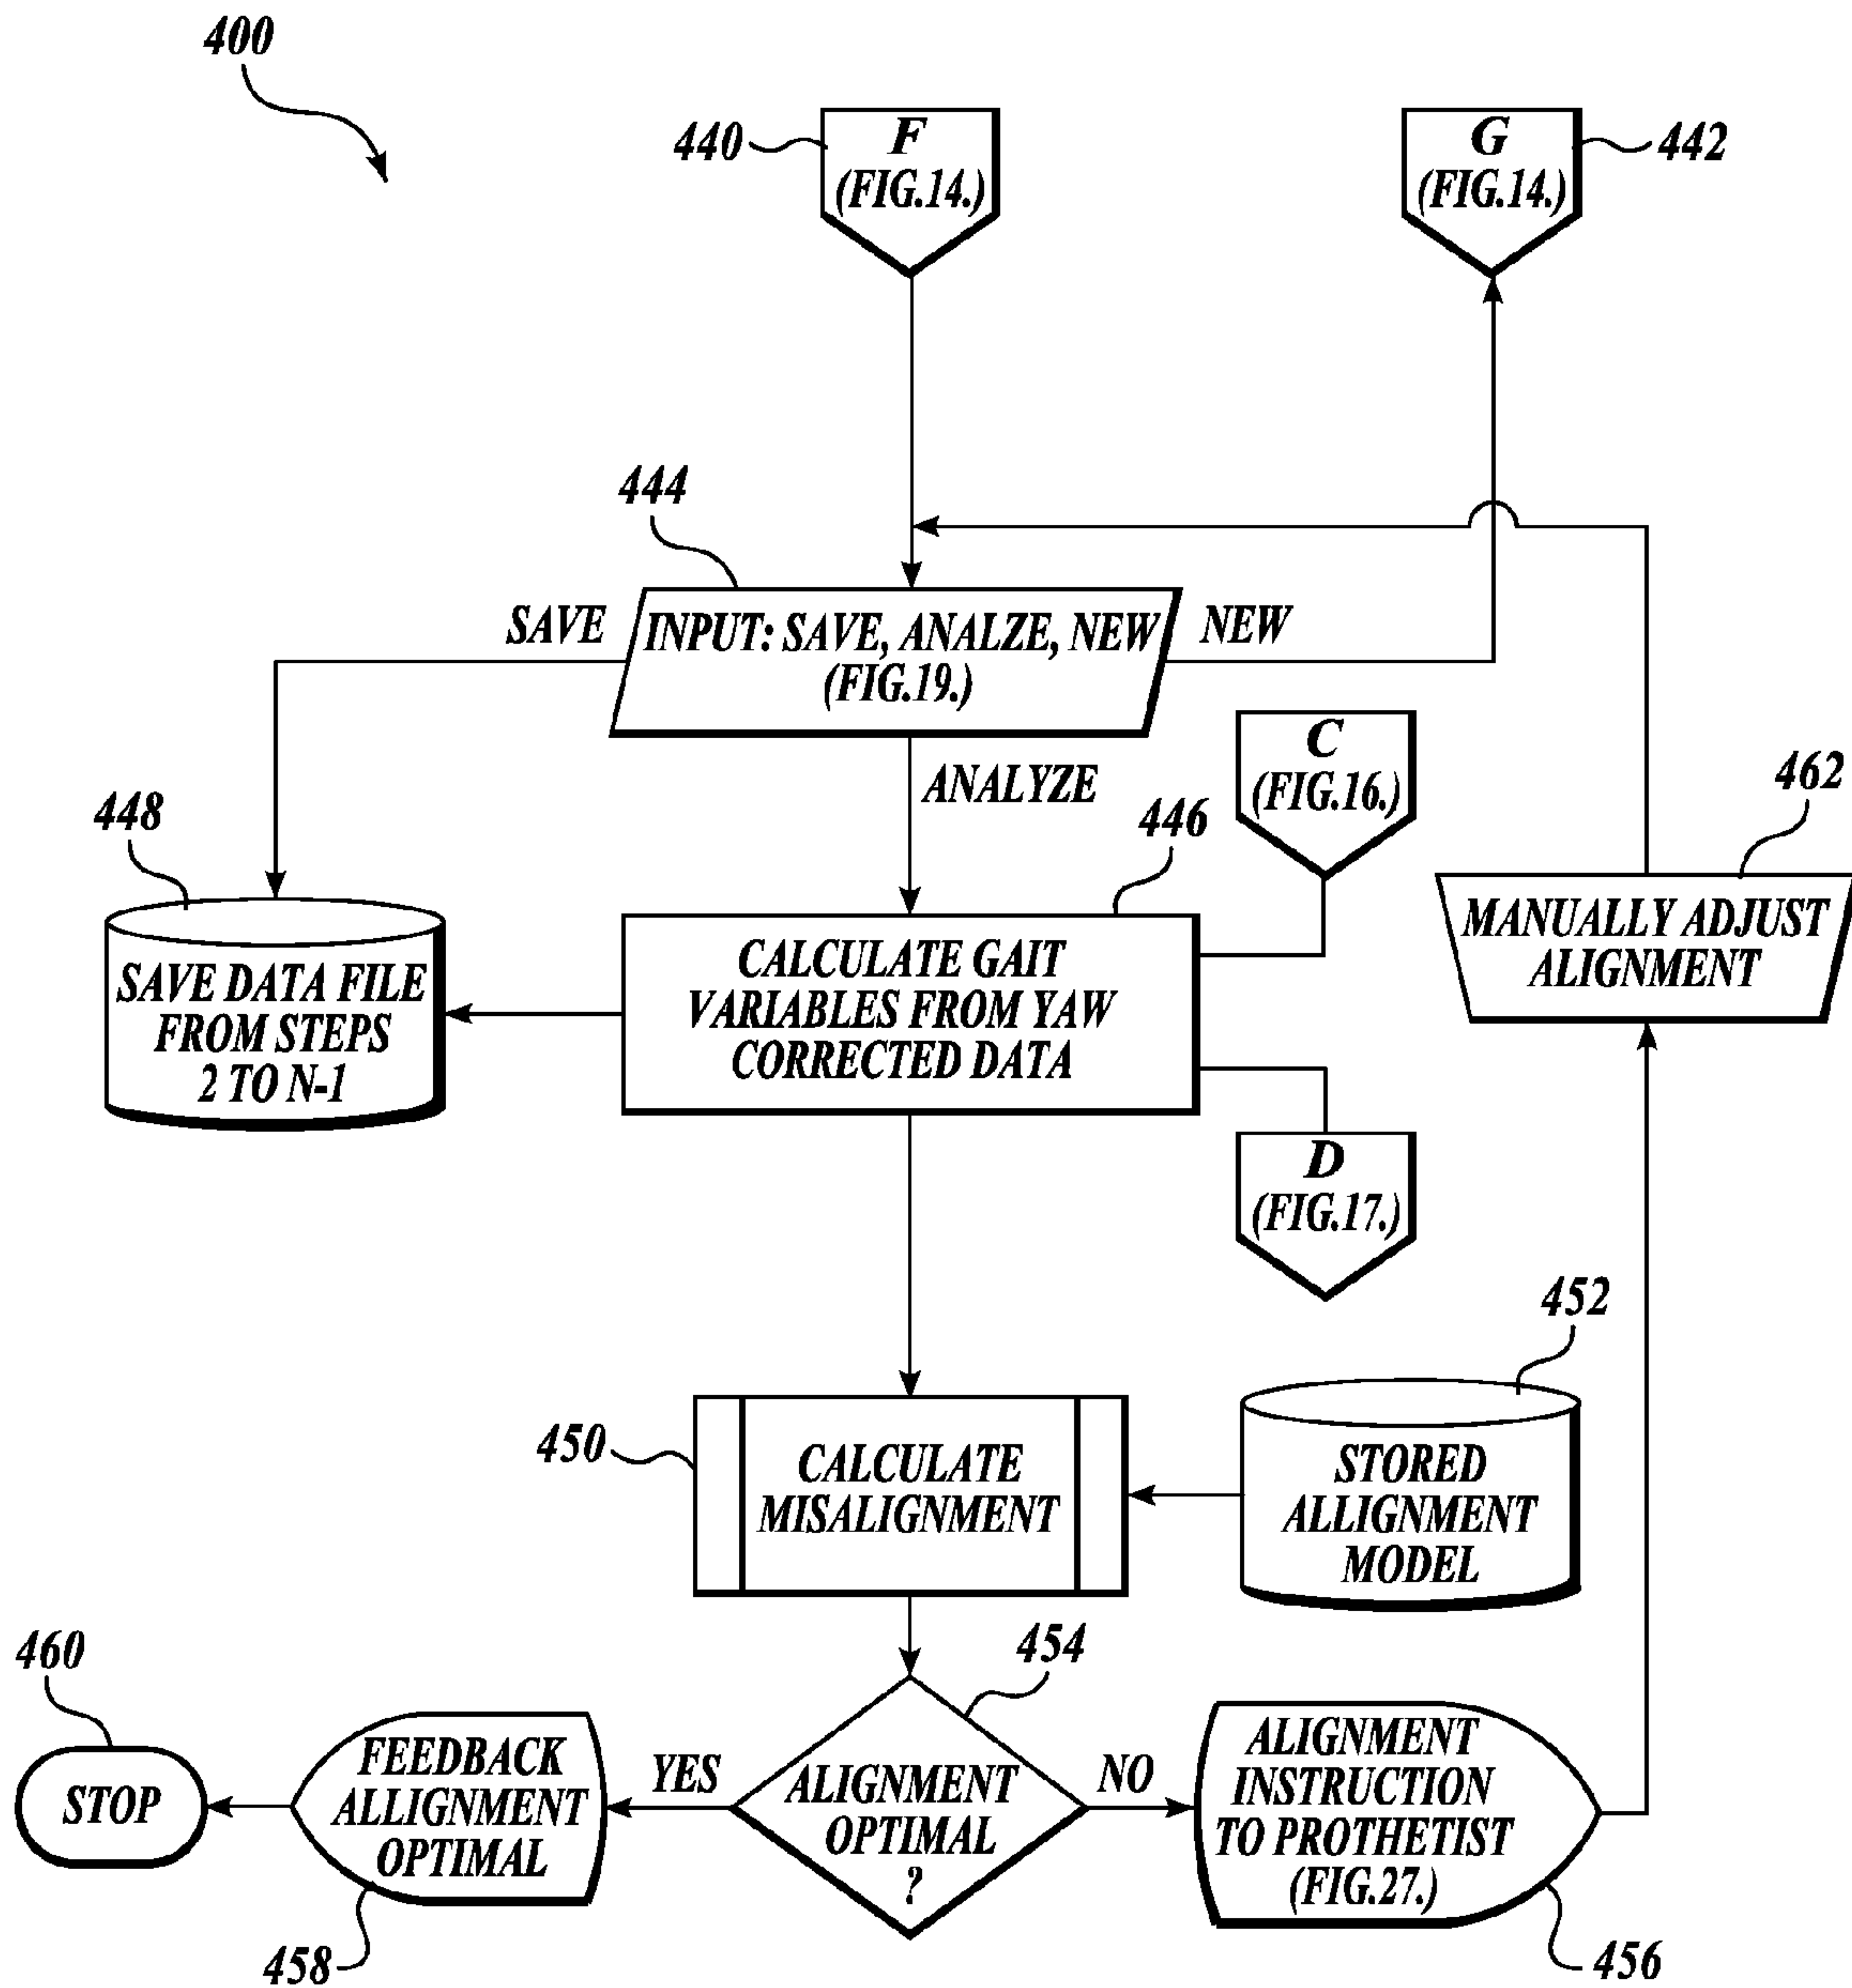 400
440
F
(FIG.14.)
G
(FIG.14.)
442
444
SAVE
INPUT: SAVE, ANALZE, NEW
(FIG.19.)
NEW
ANALYZE
C
(FIG.16.)
462
448
446
MANUALLY ADJUST
ALIGNMENT
SAVE DATA FILE
FROM STEPS
2 TO N-1
CALCULATE GAIT
VARIABLES FROM YAW
CORRECTED DATA
D
(FIG.17.)
452
450
CALCULATE
MISALIGNMENT
STORED
ALLIGNMENT
MODEL
460
454
STOP
FEEDBACK
ALLIGNMENT
OPTIMAL
YES
ALIGNMENT
OPTIMAL
?
NO
ALIGNMENT
INSTRUCTION
TO PROTHETIST
(FIG.27.)
458
456